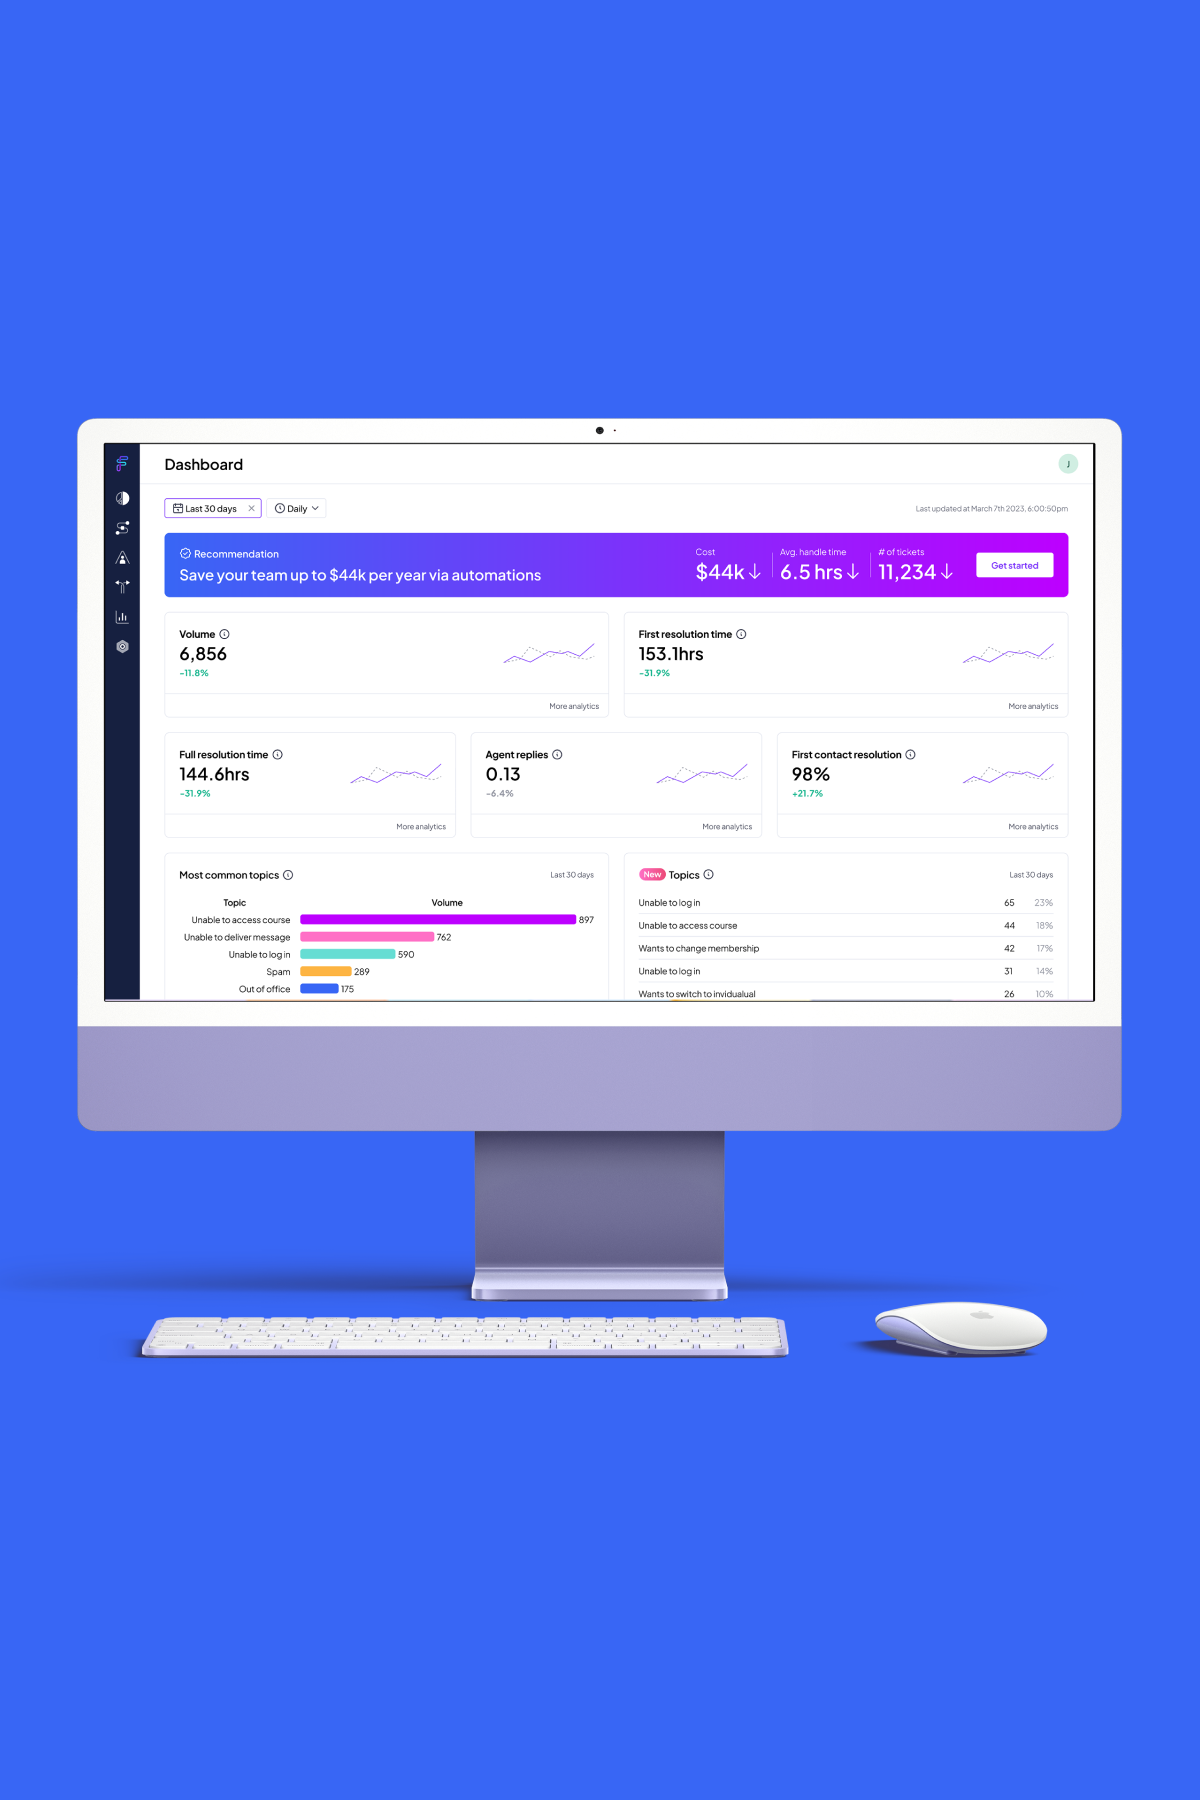 Dashboard
J
Last 30 days
Daily
Last updated at March 7th 2023, 6:00:50pm
Recommendation
Save your team up to $44k per year via automations
Cost
$44k
Avg. handle time
6.5 hrs
# of tickets
11,234
Get started
Volume
6,856
-11.8%
More analytics
First resolution time
153.1hrs
-31.9%
More analytics
Full resolution time
144.6hrs
-31.9%
More analytics
Agent replies
0.13
-6.4%
More analytics
First contact resolution
98%
+21.7%
More analytics
Most common topics
Last 30 days
Topic Volume
Unable to access course 897
Unable to deliver message 762
Unable to log in 590
Spam 289
Out of office 175
New Topics
Last 30 days
Unable to log in 65 23%
Unable to access course 44 18%
Wants to change membership 42 17%
Unable to log in 31 14%
Wants to switch to invidualual 26 10%